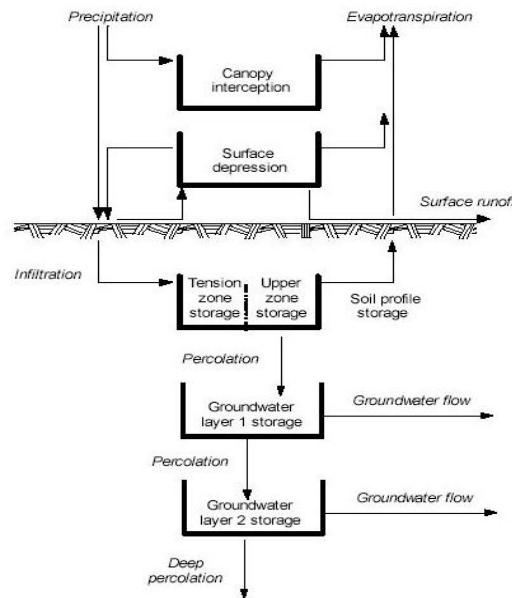 Precipitation
Evapotranspiration
Canopy
interception
Surface
depression
Surface runoff
Infiltration
Tension
zone
storage
Upper
zone
storage
Soil profile
storage
Percolation
Groundwater
layer 1 storage
Groundwater flow
Percolation
Groundwater
layer 2 storage
Groundwater flow
Deep
percolation